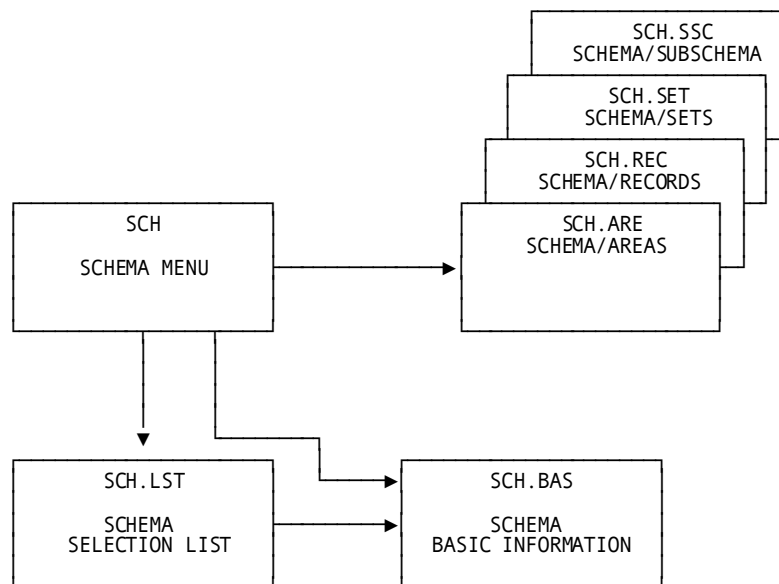 SCH.SSC
SCHEMA/SUBSCHEMA
SCH.SET
SCHEMA/SETS
SCH.REC
SCHEMA/RECORDS
SCH.ARE
SCHEMA/AREAS
SCH
SCHEMA MENU
SCH.LST
SCHEMA
SELECTION LIST
SCH.BAS
SCHEMA
BASIC INFORMATION